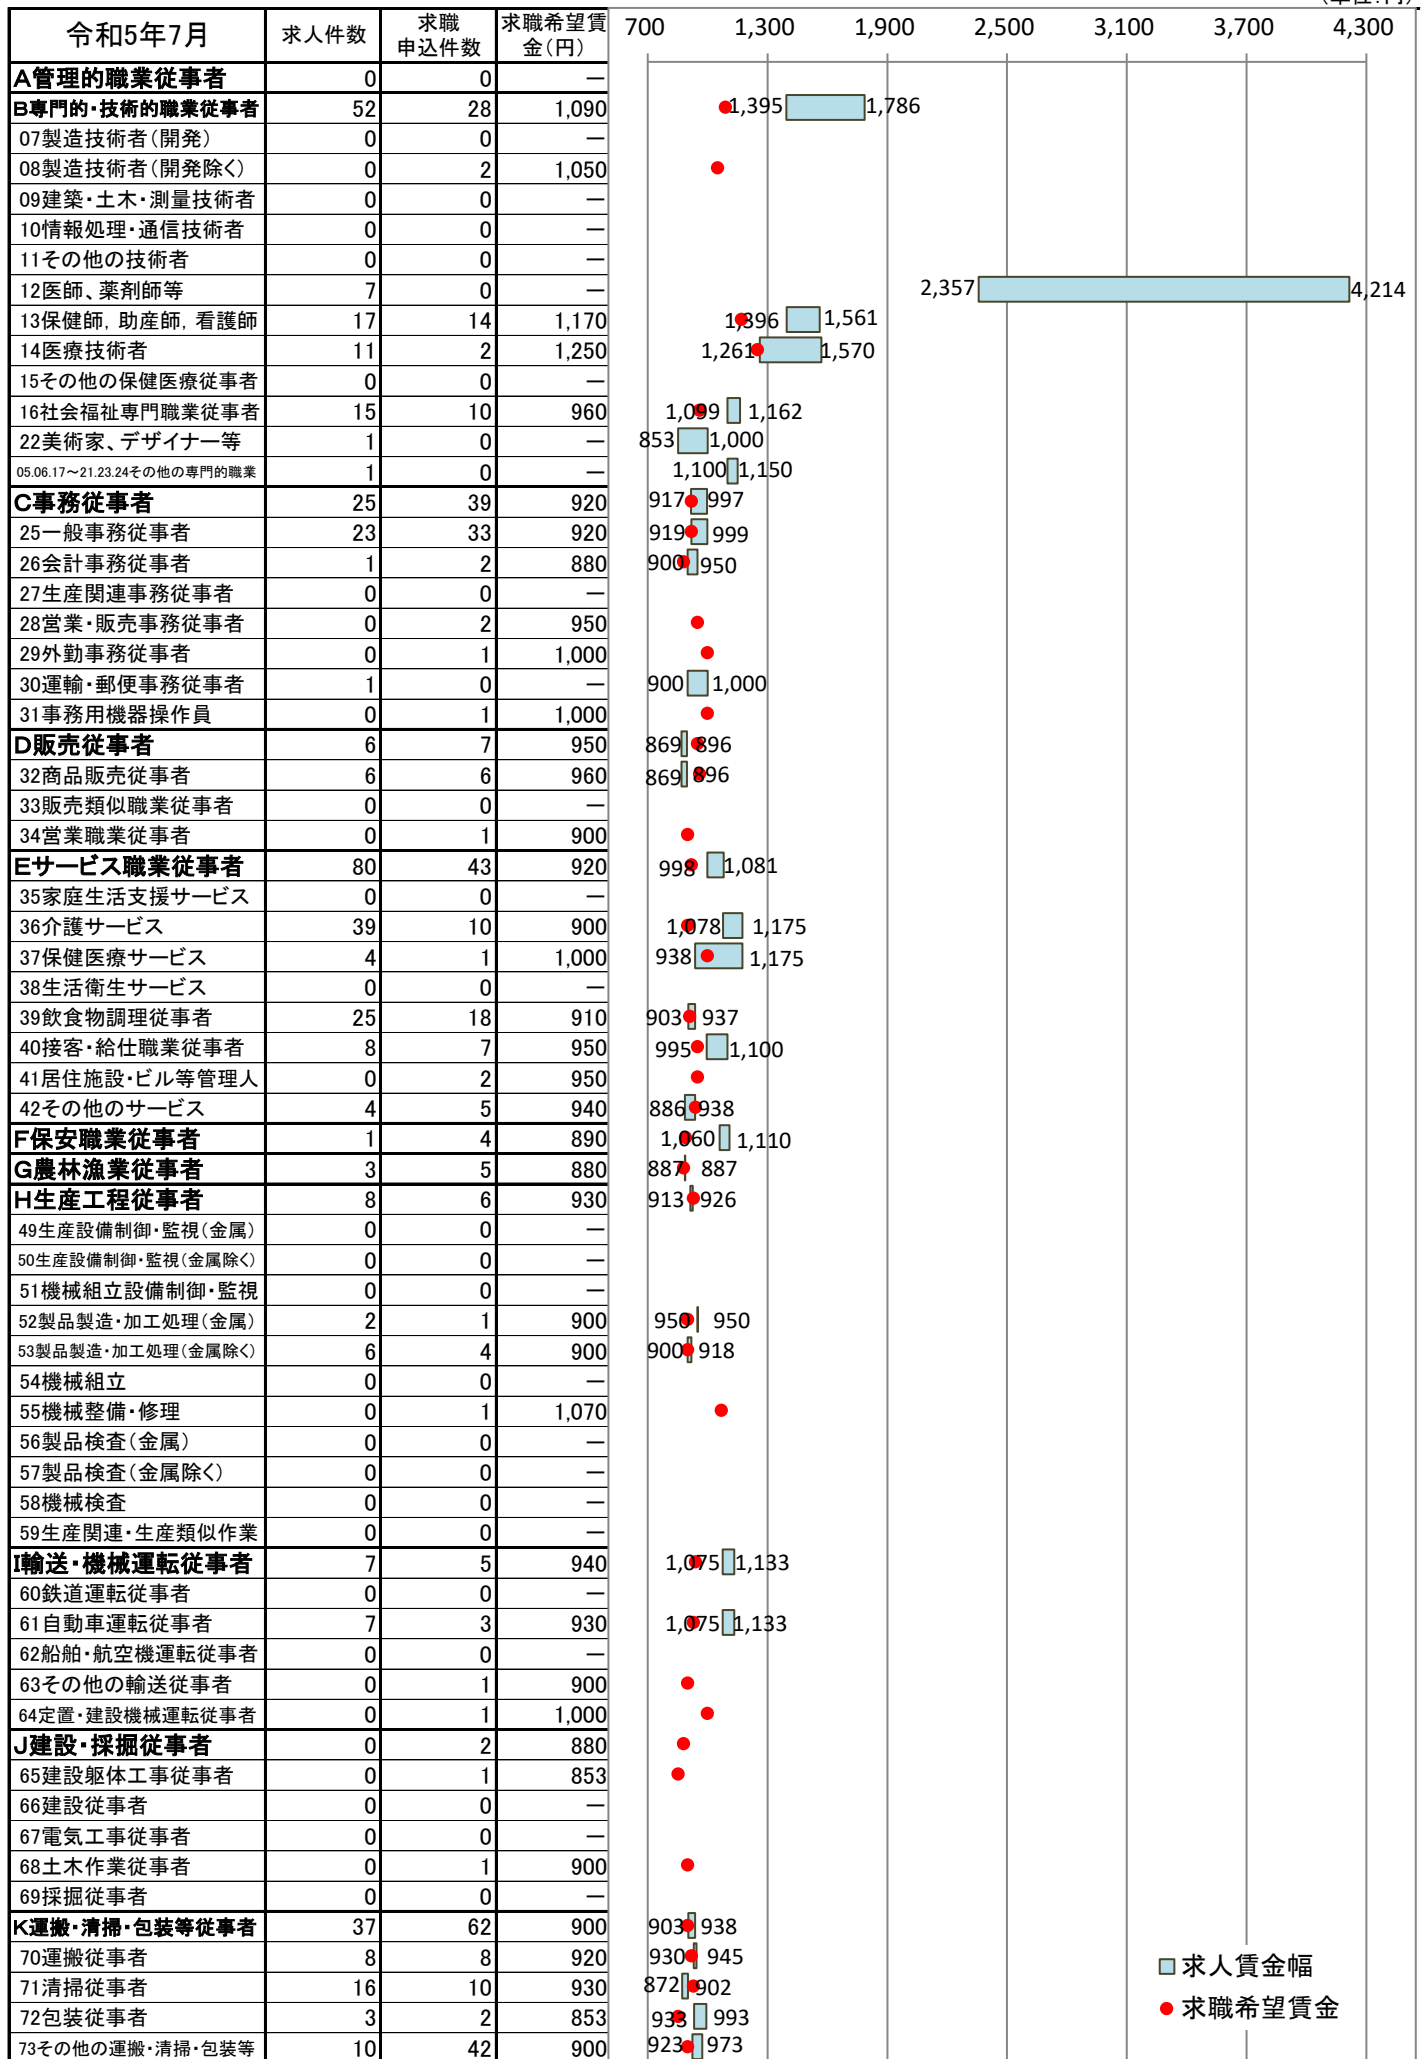 (単位:円)
令和5年7月 求人件数 求職申込件数 求職希望賃金(円) 700 1,300 1,900 2,500 3,100 3,700 4,300
A管理的職業従事者 0 0 ―
B専門的・技術的職業従事者 52 28 1,090 1,395 1,786
07製造技術者(開発) 0 0 ―
08製造技術者(開発除く) 0 2 1,050
09建築・土木・測量技術者 0 0 ―
10情報処理・通信技術者 0 0 ―
11その他の技術者 0 0 ―
12医師、薬剤師等 7 0 ― 2,357 4,214
13保健師, 助産師, 看護師 17 14 1,170 1,396 1,561
14医療技術者 11 2 1,250 1,261 1,570
15その他の保健医療従事者 0 0 ―
16社会福祉専門職業従事者 15 10 960 1,099 1,162
22美術家、デザイナー等 1 0 ― 853 1,000
05.06.17～21.23.24その他の専門的職業 1 0 ― 1,100 1,150
C事務従事者 25 39 920 917 997
25一般事務従事者 23 33 920 919 999
26会計事務従事者 1 2 880 900 950
27生産関連事務従事者 0 0 ―
28営業・販売事務従事者 0 2 950
29外勤事務従事者 0 1 1,000
30運輸・郵便事務従事者 1 0 ― 900 1,000
31事務用機器操作員 0 1 1,000
D販売従事者 6 7 950 869 896
32商品販売従事者 6 6 960 869 896
33販売類似職業従事者 0 0 ―
34営業職業従事者 0 1 900
Eサービス職業従事者 80 43 920 998 1,081
35家庭生活支援サービス 0 0 ―
36介護サービス 39 10 900 1,078 1,175
37保健医療サービス 4 1 1,000 938 1,175
38生活衛生サービス 0 0 ―
39飲食物調理従事者 25 18 910 903 937
40接客・給仕職業従事者 8 7 950 995 1,100
41居住施設・ビル等管理人 0 2 950
42その他のサービス 4 5 940 886 938
F保安職業従事者 1 4 890 1,060 1,110
G農林漁業従事者 3 5 880 887 887
H生産工程従事者 8 6 930 913 926
49生産設備制御・監視(金属) 0 0 ―
50生産設備制御・監視(金属除く) 0 0 ―
51機械組立設備制御・監視 0 0 ―
52製品製造・加工処理(金属) 2 1 900 950 950
53製品製造・加工処理(金属除く) 6 4 900 900 918
54機械組立 0 0 ―
55機械整備・修理 0 1 1,070
56製品検査(金属) 0 0 ―
57製品検査(金属除く) 0 0 ―
58機械検査 0 0 ―
59生産関連・生産類似作業 0 0 ―
I輸送・機械運転従事者 7 5 940 1,075 1,133
60鉄道運転従事者 0 0 ―
61自動車運転従事者 7 3 930 1,075 1,133
62船舶・航空機運転従事者 0 0 ―
63その他の輸送従事者 0 1 900
64定置・建設機械運転従事者 0 1 1,000
J建設・採掘従事者 0 2 880
65建設躯体工事従事者 0 1 853
66建設従事者 0 0 ―
67電気工事従事者 0 0 ―
68土木作業従事者 0 1 900
69採掘従事者 0 0 ―
K運搬・清掃・包装等従事者 37 62 900 903 938
70運搬従事者 8 8 920 930 945
71清掃従事者 16 10 930 872 902
72包装従事者 3 2 853 933 993
73その他の運搬・清掃・包装等 10 42 900 923 973
求人賃金幅
求職希望賃金